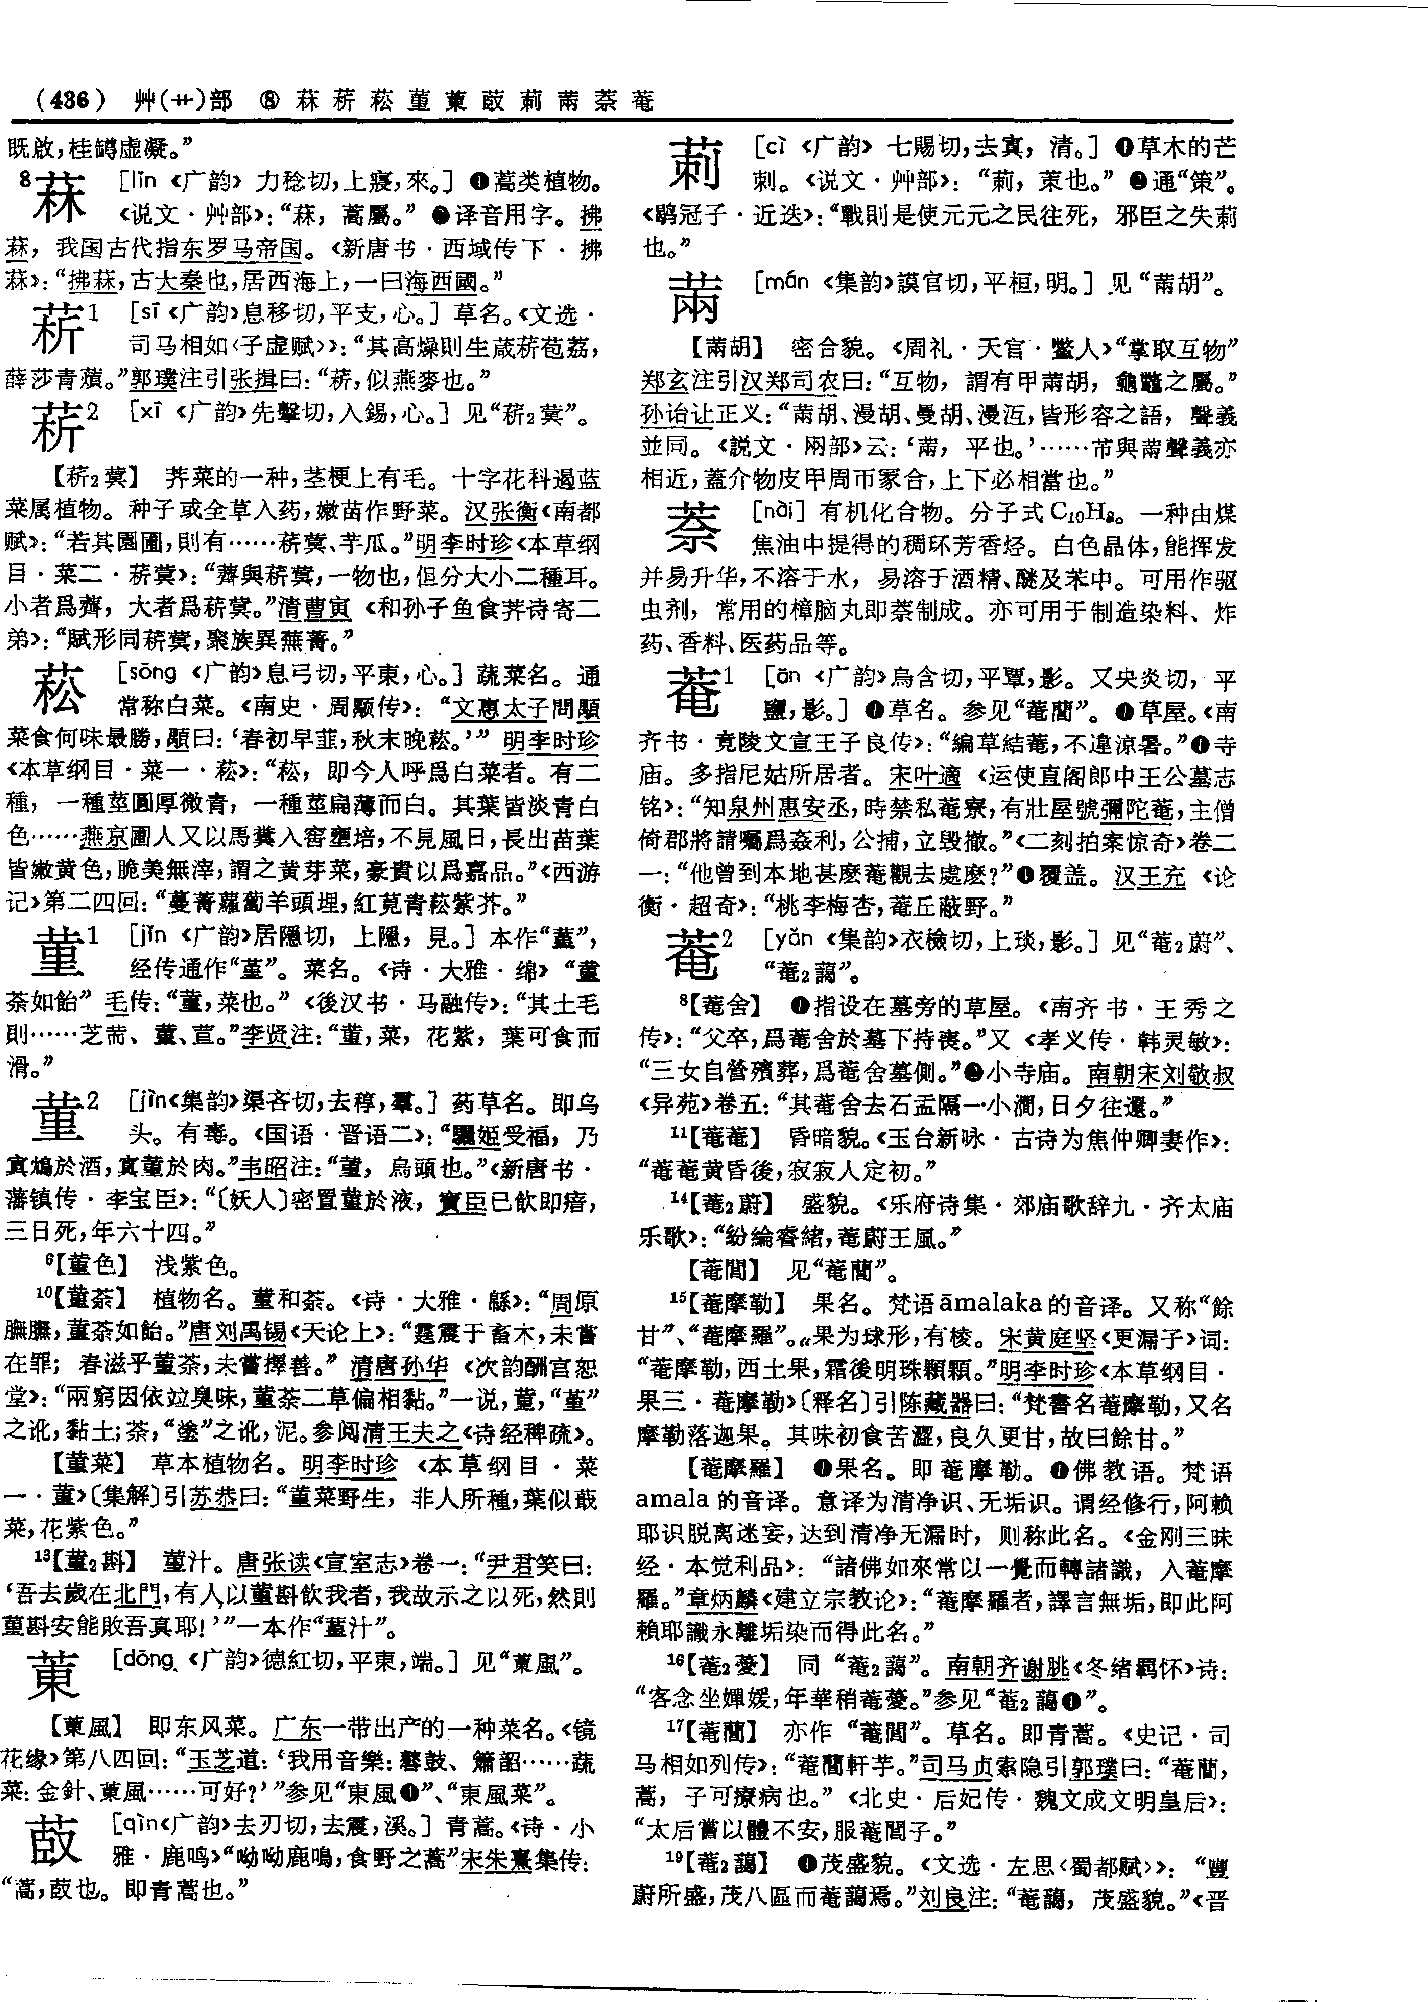 (436) 艸(艹)部 ⑧ 菻菥菘菫菄菣莿䓣萘菴
既啟，桂罇虛凝。”
8菻 [lǐn《广韵》力稔切，上寑，來。] ❶蒿类植物。
《说文·艸部》：“菻，蒿屬。” ❷译音用字。拂
菻，我国古代指东罗马帝国。《新唐书·西域传下·拂
菻》：“拂菻，古大秦也，居西海上，一曰海西國。”
菥1 [sī《广韵》息移切，平支，心。] 草名。《文选·
司马相如〈子虚赋〉》：“其高燥則生葴菥苞荔，
薛莎青薠。”郭璞注引张揖曰：“菥，似燕麥也。”
菥2 [xī《广韵》先擊切，入錫，心。] 见“菥₂蓂”。
【菥₂蓂】 荠菜的一种，茎梗上有毛。十字花科遏蓝
菜属植物。种子或全草入药，嫩苗作野菜。汉张衡《南都
赋》：“若其園圃，則有……菥蓂、芋瓜。”明李时珍《本草纲
目·菜二·菥蓂》：“薺與菥蓂，一物也，但分大小二種耳。
小者爲薺，大者爲菥蓂。”清曹寅《和孙子鱼食荠诗寄二
弟》：“賦形同菥蓂，聚族異蕪菁。”
菘 [sōng《广韵》息弓切，平東，心。] 蔬菜名。通
常称白菜。《南史·周颙传》：“文惠太子問顒
菜食何味最勝，顒曰：‘春初早韮，秋末晚菘。’” 明李时珍
《本草纲目·菜一·菘》：“菘，即今人呼爲白菜者。有二
種，一種莖圓厚微青，一種莖扁薄而白。其葉皆淡青白
色……燕京圃人又以馬糞入窖壅培，不見風日，長出苗葉
皆嫩黄色，脆美無滓，謂之黄芽菜，豪貴以爲嘉品。”《西游
记》第二四回：“蔓菁蘿蔔羊頭埋，紅莧青菘紫芥。”
菫1 [jǐn《广韵》居隱切，上隱，見。] 本作“蓳”，
经传通作“堇”。菜名。《诗·大雅·绵》“菫
荼如飴” 毛传：“菫，菜也。”《後汉书·马融传》：“其土毛
則……芝荋、菫、荁。”李贤注：“菫，菜，花紫，葉可食而
滑。”
菫2 [jìn《集韵》渠吝切，去稕，羣。] 药草名。即乌
头。有毒。《国语·晋语二》：“驪姬受福，乃
寘鴆於酒，寘菫於肉。”韦昭注：“菫，烏頭也。”《新唐书·
藩镇传·李宝臣》：“〔妖人〕密置菫於液，寶臣已飲即瘖，
三日死，年六十四。”
6【菫色】 浅紫色。
10【菫荼】 植物名。菫和荼。《诗·大雅·緜》：“周原
膴膴，菫荼如飴。”唐刘禹锡《天论上》：“霆震于畜木，未嘗
在罪；春滋乎菫荼，未嘗擇善。” 清唐孙华《次韵酬宫恕
堂》：“兩窮因依竝臭味，菫荼二草偏相黏。”一说，菫，“堇”
之讹，黏土；荼，“塗”之讹，泥。参阅清王夫之《诗经稗疏》。
【菫菜】 草本植物名。明李时珍《本草纲目·菜
一·菫》〔集解〕引苏恭曰：“菫菜野生，非人所種，葉似蕺
菜，花紫色。”
13【菫₂斟】 菫汁。唐张读《宣室志》卷一：“尹君笑曰：
‘吾去歲在北門，有人以菫斟飲我者，我故示之以死，然則
菫斟安能敗吾真耶！’”一本作“菫汁”。
菄 [dōng《广韵》德紅切，平東，端。] 见“菄風”。
【菄風】 即东风菜。广东一带出产的一种菜名。《镜
花缘》第八四回：“玉芝道：‘我用音樂：鼛鼓、簫韶……蔬
菜：金針、菄風……可好？’”参见“東風❶”、“東風菜”。
菣 [qìn《广韵》去刃切，去震，溪。] 青蒿。《诗·小
雅·鹿鸣》“呦呦鹿鳴，食野之蒿”宋朱熹集传：
“蒿，菣也。即青蒿也。”
莿 [cì《广韵》七賜切，去寘，清。] ❶草木的芒
刺。《说文·艸部》：“莿，茦也。” ❷通“策”。
《鹖冠子·近迭》：“戰則是使元元之民往死，邪臣之失莿
也。”
䓣 [mán《集韵》謨官切，平桓，明。] 见“䓣胡”。
【䓣胡】 密合貌。《周礼·天官·鳖人》“掌取互物”
郑玄注引汉郑司农曰：“互物，謂有甲䓣胡，龜鼈之屬。”
孙诒让正义：“䓣胡、漫胡、曼胡、漫沍，皆形容之語，聲義
並同。《説文·㒳部》云：‘㒼，平也。’……㒼與䓣聲義亦
相近，蓋介物皮甲周帀冡合，上下必相當也。”
萘 [nài] 有机化合物。分子式C₁₀H₈。一种由煤
焦油中提得的稠环芳香烃。白色晶体，能挥发
并易升华，不溶于水，易溶于酒精、醚及苯中。可用作驱
虫剂，常用的樟脑丸即萘制成。亦可用于制造染料、炸
药、香料、医药品等。
菴1 [ān《广韵》烏含切，平覃，影。又央炎切，平
鹽，影。] ❶草名。参见“菴䕡”。❷草屋。《南
齐书·竟陵文宣王子良传》：“编草結菴，不違涼暑。”❸寺
庙。多指尼姑所居者。宋叶適《运使直阁郎中王公墓志
铭》：“知泉州惠安丞，時禁私菴寮，有壯屋號彌陀菴，主僧
倚郡將請囑爲姦利，公捕，立毁撤。”《二刻拍案惊奇》卷二
一：“他曾到本地甚麽菴觀去處麽？”❹覆盖。汉王充《论
衡·超奇》：“桃李梅杏，菴丘蔽野。”
菴2 [yǎn《集韵》衣檢切，上琰，影。] 见“菴₂蔚”、
“菴₂藹”。
8【菴舍】 ❶指设在墓旁的草屋。《南齐书·王秀之
传》：“父卒，爲菴舍於墓下持喪。”又《孝义传·韩灵敏》：
“三女自營殯葬，爲菴舍墓側。”❷小寺庙。南朝宋刘敬叔
《异苑》卷五：“其菴舍去石盂隔一小澗，日夕往還。”
11【菴菴】 昏暗貌。《玉台新咏·古诗为焦仲卿妻作》：
“菴菴黄昏後，寂寂人定初。”
14【菴₂蔚】 盛貌。《乐府诗集·郊庙歌辞九·齐太庙
乐歌》：“紛綸睿緒，菴蔚王風。”
【菴閭】 见“菴䕡”。
15【菴摩勒】 果名。梵语āmalaka的音译。又称“餘
甘”、“菴摩羅”。果为球形，有棱。宋黄庭坚《更漏子》词：
“菴摩勒，西土果，霜後明珠顆顆。”明李时珍《本草纲目·
果三·菴摩勒》〔释名〕引陈藏器曰：“梵書名菴摩勒，又名
摩勒落迦果。其味初食苦澀，良久更甘，故曰餘甘。”
【菴摩羅】 ❶果名。即菴摩勒。❷佛教语。梵语
amala的音译。意译为清净识、无垢识。谓经修行，阿赖
耶识脱离迷妄，达到清净无漏时，则称此名。《金刚三昧
经·本觉利品》：“諸佛如來常以一覺而轉諸識，入菴摩
羅。”章炳麟《建立宗教论》：“菴摩羅者，譯言無垢，即此阿
賴耶識永離垢染而得此名。”
16【菴₂薆】 同“菴₂藹”。南朝齐谢朓《冬绪羁怀》诗：
“客念坐嬋媛，年華稍菴薆。”参见“菴₂藹❶”。
17【菴䕡】 亦作“菴閭”。草名。即青蒿。《史记·司
马相如列传》：“菴䕡軒芋。”司马贞索隐引郭璞曰：“菴䕡，
蒿，子可療病也。”《北史·后妃传·魏文成文明皇后》：
“太后嘗以體不安，服菴閭子。”
19【菴₂藹】 ❶茂盛貌。《文选·左思〈蜀都赋〉》：“豐
蔚所盛，茂八區而菴藹焉。”刘良注：“菴藹，茂盛貌。”《晋